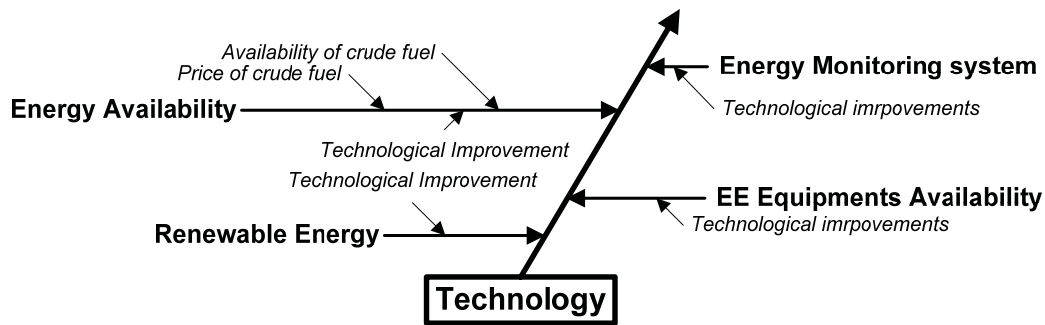 Availability of crude fuel
Price of crude fuel
Energy Availability
Technological Improvement
Technological Improvement
Renewable Energy
Energy Monitoring system
Technological imrpovements
EE Equipments Availability
Technological imrpovements
Technology